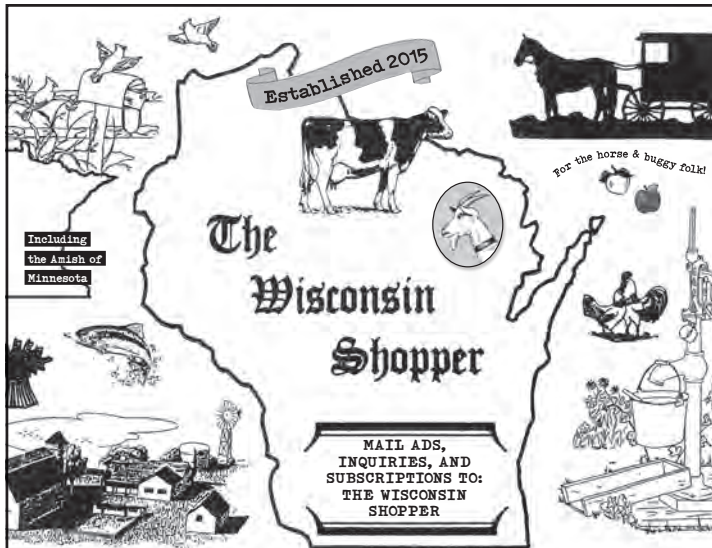 Established 2015
For the horse & buggy folk!
Including
the Amish of
Minnesota
The
Wisconsin
Shopper
MAIL ADS,
INQUIRIES, AND
SUBSCRIPTIONS TO:
THE WISCONSIN
SHOPPER